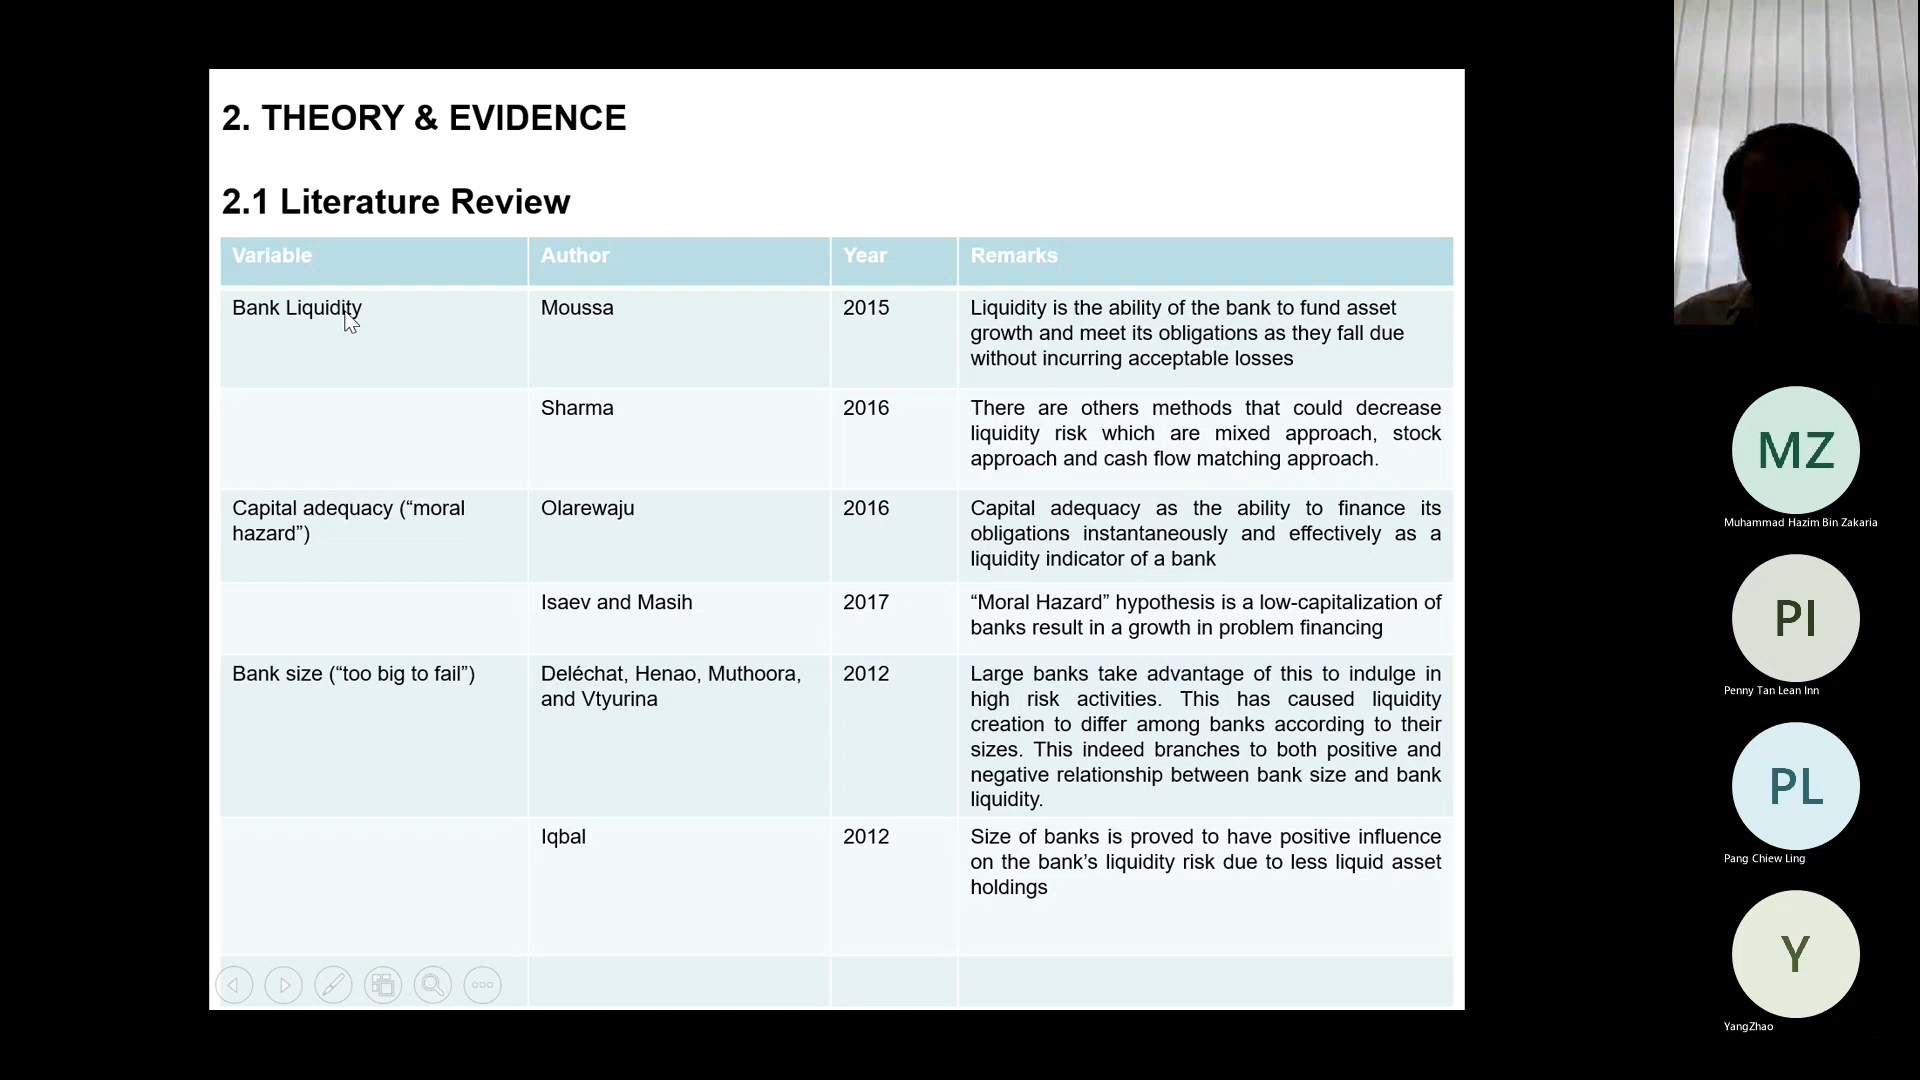 2. THEORY & EVIDENCE
2.1 Literature Review
Variable Author Year Remarks
Bank Liquidity Moussa 2015 Liquidity is the ability of the bank to fund asset
growth and meet its obligations as they fall due
without incurring acceptable losses
Sharma 2016 There are others methods that could decrease
liquidity risk which are mixed approach, stock
approach and cash flow matching approach.
Capital adequacy (“moral
hazard”)
Olarewaju 2016 Capital adequacy as the ability to finance its
obligations instantaneously and effectively as a
liquidity indicator of a bank
Isaev and Masih 2017 “Moral Hazard” hypothesis is a low-capitalization of
banks result in a growth in problem financing
Bank size (“too big to fail”)
Deléchat, Henao, Muthoora,
and Vtyurina
2012
Large banks take advantage of this to indulge in
high risk activities. This has caused liquidity
creation to differ among banks according to their
sizes. This indeed branches to both positive and
negative relationship between bank size and bank
liquidity.
Iqbal 2012 Size of banks is proved to have positive influence
on the bank’s liquidity risk due to less liquid asset
holdings
MZ
Muhammad Hazim Bin Zakaria
PI
Penny Tan Lean Inn
PL
Pang Chiew Ling
Y
YangZhao